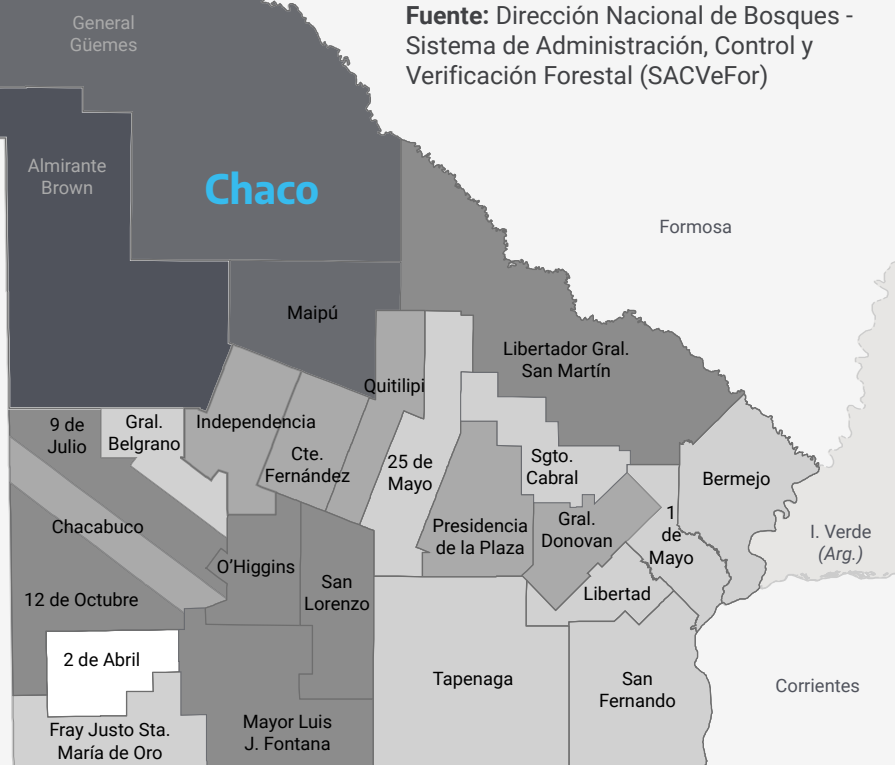 General
Güemes
Fuente: Dirección Nacional de Bosques -
Sistema de Administración, Control y
Verificación Forestal (SACVeFor)
Almirante
Brown
Chaco
Formosa
Maipú
Libertador Gral.
San Martín
Quitilipi
9 de
Julio
Gral.
Belgrano
Independencia
Cte.
Fernández
25 de
Mayo
Sgto.
Cabral
Bermejo
Chacabuco
Presidencia
de la Plaza
Gral.
Donovan
1
de
Mayo
I. Verde
(Arg.)
O'Higgins
San
Lorenzo
12 de Octubre
Libertad
2 de Abril
Tapenaga
San
Fernando
Corrientes
Fray Justo Sta.
María de Oro
Mayor Luis
J. Fontana